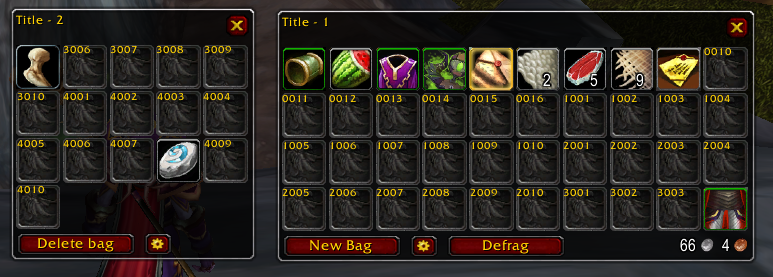 Title - 2
3006 3007 3008 3009
3010 4001 4002 4003 4004
4005 4006 4007 4009
4010
Delete bag
Title - 1
2 5 9 0010
0011 0012 0013 0014 0015 0016 1001 1002 1003 1004
1005 1006 1007 1008 1009 1010 2001 2002 2003 2004
2005 2006 2007 2008 2009 2010 3001 3002 3003
New Bag Defrag 66 4